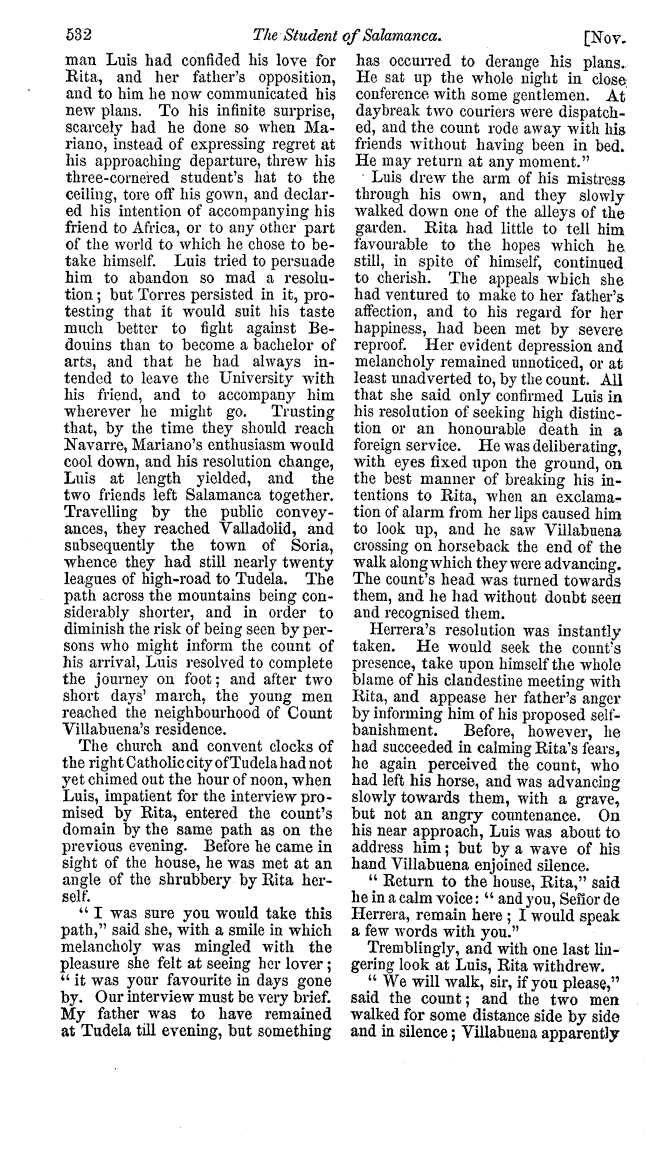 532 The Student of Salamanca. [Nov.
man Luis had confided his love for
Rita, and her father's opposition,
and to him he now communicated his
new plans. To his infinite surprise,
scarcely had he done so when Ma-
riano, instead of expressing regret at
his approaching departure, threw his
three-cornered student's hat to the
ceiling, tore off his gown, and declar-
ed his intention of accompanying his
friend to Africa, or to any other part
of the world to which he chose to be-
take himself. Luis tried to persuade
him to abandon so mad a resolu-
tion; but Torres persisted in it, pro-
testing that it would suit his taste
much better to fight against Be-
douins than to become a bachelor of
arts, and that he had always in-
tended to leave the University with
his friend, and to accompany him
wherever he might go. Trusting
that, by the time they should reach
Navarre, Mariano's enthusiasm would
cool down, and his resolution change,
Luis at length yielded, and the
two friends left Salamanca together.
Travelling by the public convey-
ances, they reached Valladolid, and
subsequently the town of Soria,
whence they had still nearly twenty
leagues of high-road to Tudela. The
path across the mountains being con-
siderably shorter, and in order to
diminish the risk of being seen by per-
sons who might inform the count of
his arrival, Luis resolved to complete
the journey on foot; and after two
short days' march, the young men
reached the neighbourhood of Count
Villabuena's residence.
The church and convent clocks of
the right Catholic city of Tudela had not
yet chimed out the hour of noon, when
Luis, impatient for the interview pro-
mised by Rita, entered the count's
domain by the same path as on the
previous evening. Before he came in
sight of the house, he was met at an
angle of the shrubbery by Rita her-
self.
"I was sure you would take this
path," said she, with a smile in which
melancholy was mingled with the
pleasure she felt at seeing her lover;
"it was your favourite in days gone
by. Our interview must be very brief.
My father was to have remained
at Tudela till evening, but something
has occurred to derange his plans.
He sat up the whole night in close
conference with some gentlemen. At
daybreak two couriers were dispatch-
ed, and the count rode away with his
friends without having been in bed.
He may return at any moment."
Luis drew the arm of his mistress
through his own, and they slowly
walked down one of the alleys of the
garden. Rita had little to tell him
favourable to the hopes which he
still, in spite of himself, continued
to cherish. The appeals which she
had ventured to make to her father's
affection, and to his regard for her
happiness, had been met by severe
reproof. Her evident depression and
melancholy remained unnoticed, or at
least unadverted to, by the count. All
that she said only confirmed Luis in
his resolution of seeking high distinc-
tion or an honourable death in a
foreign service. He was deliberating,
with eyes fixed upon the ground, on
the best manner of breaking his in-
tentions to Rita, when an exclama-
tion of alarm from her lips caused him
to look up, and he saw Villabuena
crossing on horseback the end of the
walk along which they were advancing.
The count's head was turned towards
them, and he had without doubt seen
and recognised them.
Herrera's resolution was instantly
taken. He would seek the count's
presence, take upon himself the whole
blame of his clandestine meeting with
Rita, and appease her father's anger
by informing him of his proposed self-
banishment. Before, however, he
had succeeded in calming Rita's fears,
he again perceived the count, who
had left his horse, and was advancing
slowly towards them, with a grave,
but not an angry countenance. On
his near approach, Luis was about to
address him; but by a wave of his
hand Villabuena enjoined silence.
"Return to the house, Rita," said
he in a calm voice: "and you, Señor de
Herrera, remain here; I would speak
a few words with you."
Tremblingly, and with one last lin-
gering look at Luis, Rita withdrew.
"We will walk, sir, if you please,"
said the count; and the two men
walked for some distance side by side
and in silence; Villabuena apparently